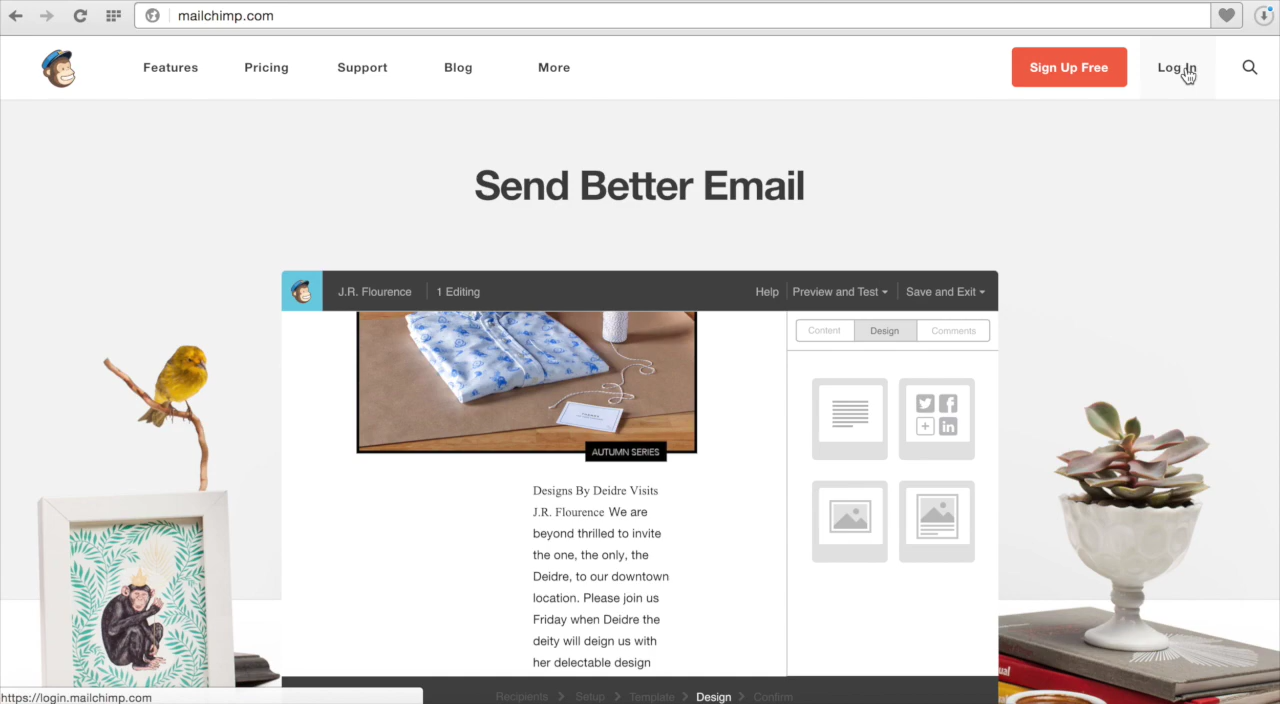 mailchimp.com
Features Pricing Support Blog More Sign Up Free Log In
Send Better Email
J.R. Flourence 1 Editing Help Preview and Test Save and Exit
Content Design Comments
AUTUMN SERIES
Designs By Deidre Visits
J.R. Flourence We are
beyond thrilled to invite
the one, the only, the
Deidre, to our downtown
location. Please join us
Friday when Deidre the
deity will deign us with
her delectable design
https://login.mailchimp.com
Recipients Setup Template Design Confirm